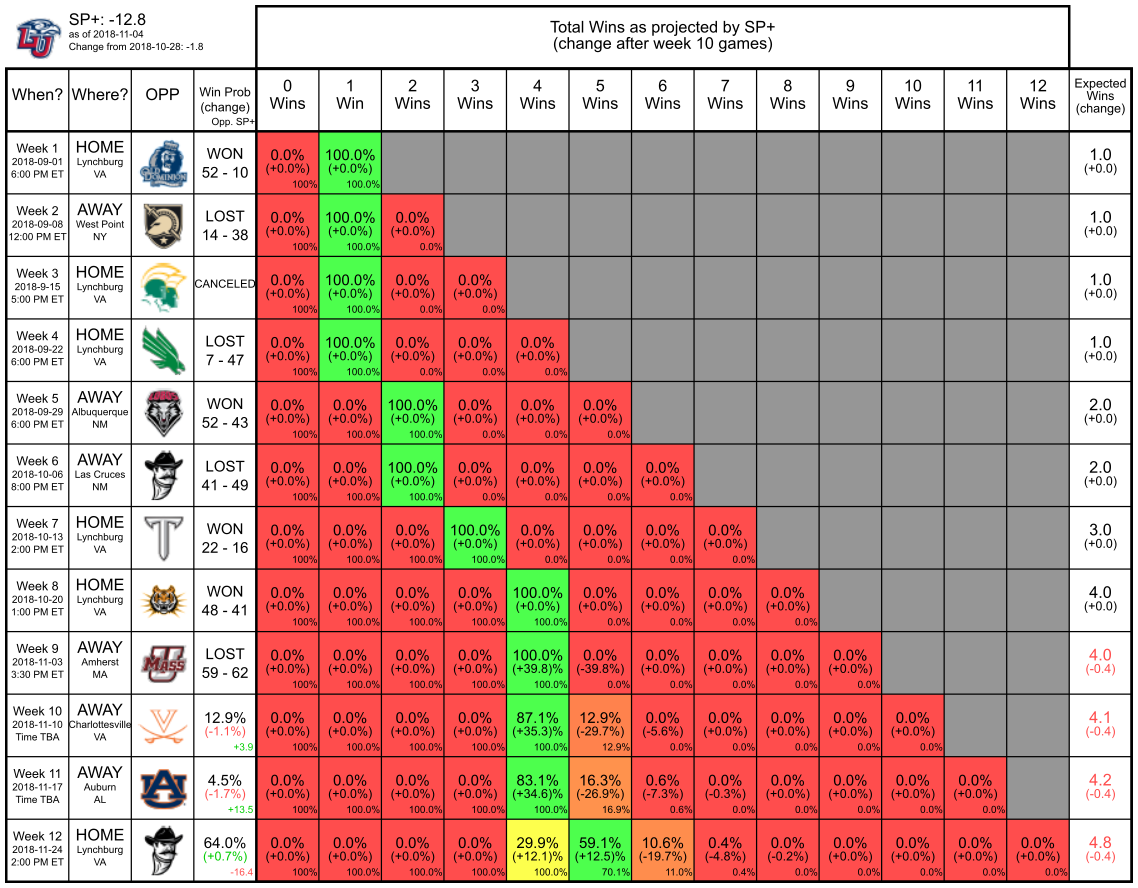 SP+: -12.8
as of 2018-11-04
Change from 2018-10-28: -1.8
Total Wins as projected by SP+
(change after week 10 games)
When? Where? OPP Win Prob (change) Opp. SP+ 0 Wins 1 Win 2 Wins 3 Wins 4 Wins 5 Wins 6 Wins 7 Wins 8 Wins 9 Wins 10 Wins 11 Wins 12 Wins Expected Wins (change)
Week 1 HOME WON 0.0% 100.0% 1.0
2018-09-01 Lynchburg (+0.0%) (+0.0%) (+0.0)
6:00 PM ET VA 52 - 10 100% 100.0%
Week 2 AWAY LOST 0.0% 100.0% 0.0% 1.0
2018-09-08 West Point (+0.0%) (+0.0%) (+0.0%) (+0.0)
12:00 PM ET NY 14 - 38 100% 100.0% 0.0%
Week 3 HOME CANCELED 0.0% 100.0% 0.0% 0.0% 1.0
2018-9-15 Lynchburg (+0.0%) (+0.0%) (+0.0%) (+0.0%) (+0.0)
5:00 PM ET VA 100% 100.0% 0.0% 0.0%
Week 4 HOME LOST 0.0% 100.0% 0.0% 0.0% 0.0% 1.0
2018-09-22 Lynchburg (+0.0%) (+0.0%) (+0.0%) (+0.0%) (+0.0%) (+0.0)
6:00 PM ET VA 7 - 47 100% 100.0% 0.0% 0.0% 0.0%
Week 5 AWAY WON 0.0% 0.0% 100.0% 0.0% 0.0% 0.0% 2.0
2018-09-29 Albuquerque (+0.0%) (+0.0%) (+0.0%) (+0.0%) (+0.0%) (+0.0%) (+0.0)
6:00 PM ET NM 52 - 43 100% 100.0% 100.0% 0.0% 0.0% 0.0%
Week 6 AWAY LOST 0.0% 0.0% 100.0% 0.0% 0.0% 0.0% 0.0% 2.0
2018-10-06 Las Cruces (+0.0%) (+0.0%) (+0.0%) (+0.0%) (+0.0%) (+0.0%) (+0.0%) (+0.0)
8:00 PM ET NM 41 - 49 100% 100.0% 100.0% 0.0% 0.0% 0.0% 0.0%
Week 7 HOME WON 0.0% 0.0% 0.0% 100.0% 0.0% 0.0% 0.0% 0.0% 3.0
2018-10-13 Lynchburg (+0.0%) (+0.0%) (+0.0%) (+0.0%) (+0.0%) (+0.0%) (+0.0%) (+0.0%) (+0.0)
2:00 PM ET VA 22 - 16 100% 100.0% 100.0% 100.0% 0.0% 0.0% 0.0% 0.0%
Week 8 HOME WON 0.0% 0.0% 0.0% 0.0% 100.0% 0.0% 0.0% 0.0% 0.0% 4.0
2018-10-20 Lynchburg (+0.0%) (+0.0%) (+0.0%) (+0.0%) (+0.0%) (+0.0%) (+0.0%) (+0.0%) (+0.0%) (+0.0)
1:00 PM ET VA 48 - 41 100% 100.0% 100.0% 100.0% 100.0% 0.0% 0.0% 0.0% 0.0%
Week 9 AWAY LOST 0.0% 0.0% 0.0% 0.0% 100.0% 0.0% 0.0% 0.0% 0.0% 0.0% 4.0
2018-11-03 Amherst (+0.0%) (+0.0%) (+0.0%) (+0.0%) (+39.8)% (-39.8%) (+0.0%) (+0.0%) (+0.0%) (+0.0%) (-0.4)
3:30 PM ET MA 59 - 62 100% 100.0% 100.0% 100.0% 100.0% 0.0% 0.0% 0.0% 0.0% 0.0%
Week 10 AWAY 12.9% 0.0% 0.0% 0.0% 0.0% 87.1% 12.9% 0.0% 0.0% 0.0% 0.0% 0.0% 4.1
2018-11-10 Charlottesville (-1.1%) (+0.0%) (+0.0%) (+0.0%) (+0.0%) (+35.3)% (-29.7%) (-5.6%) (+0.0%) (+0.0%) (+0.0%) (+0.0%) (-0.4)
Time TBA VA +3.9 100% 100.0% 100.0% 100.0% 100.0% 12.9% 0.0% 0.0% 0.0% 0.0% 0.0%
Week 11 AWAY 4.5% 0.0% 0.0% 0.0% 0.0% 83.1% 16.3% 0.6% 0.0% 0.0% 0.0% 0.0% 0.0% 4.2
2018-11-17 Auburn (-1.7%) (+0.0%) (+0.0%) (+0.0%) (+0.0%) (+34.6)% (-26.9%) (-7.3%) (-0.3%) (+0.0%) (+0.0%) (+0.0%) (+0.0%) (-0.4)
Time TBA AL +13.5 100% 100.0% 100.0% 100.0% 100.0% 16.9% 0.6% 0.0% 0.0% 0.0% 0.0% 0.0%
Week 12 HOME 64.0% 0.0% 0.0% 0.0% 0.0% 29.9% 59.1% 10.6% 0.4% 0.0% 0.0% 0.0% 0.0% 0.0% 4.8
2018-11-24 Lynchburg (+0.7%) (+0.0%) (+0.0%) (+0.0%) (+0.0%) (+12.1)% (+12.5)% (-19.7%) (-4.8%) (-0.2%) (+0.0%) (+0.0%) (+0.0%) (+0.0%) (-0.4)
2:00 PM ET VA -16.4 100% 100.0% 100.0% 100.0% 100.0% 70.1% 11.0% 0.4% 0.0% 0.0% 0.0% 0.0% 0.0%